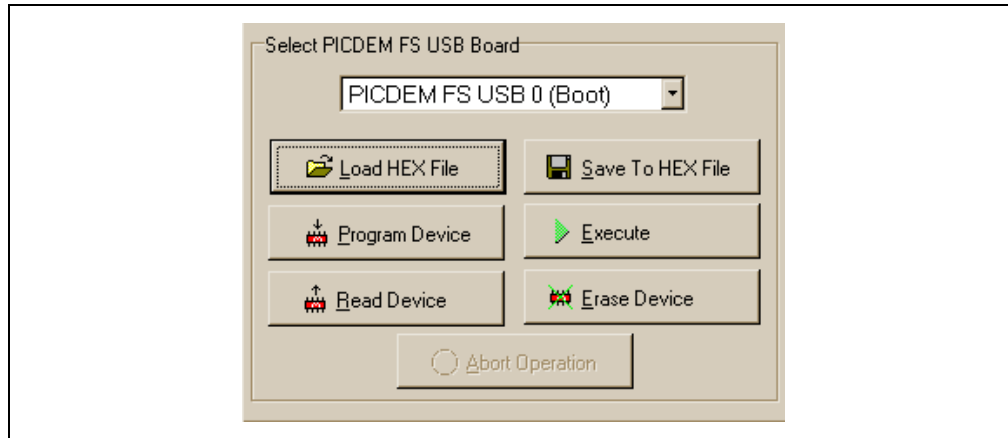 Select PICDEM FS USB Board
PICDEM FS USB 0 (Boot)
Load HEX File
Save To HEX File
Program Device
Execute
Read Device
Erase Device
Abort Operation